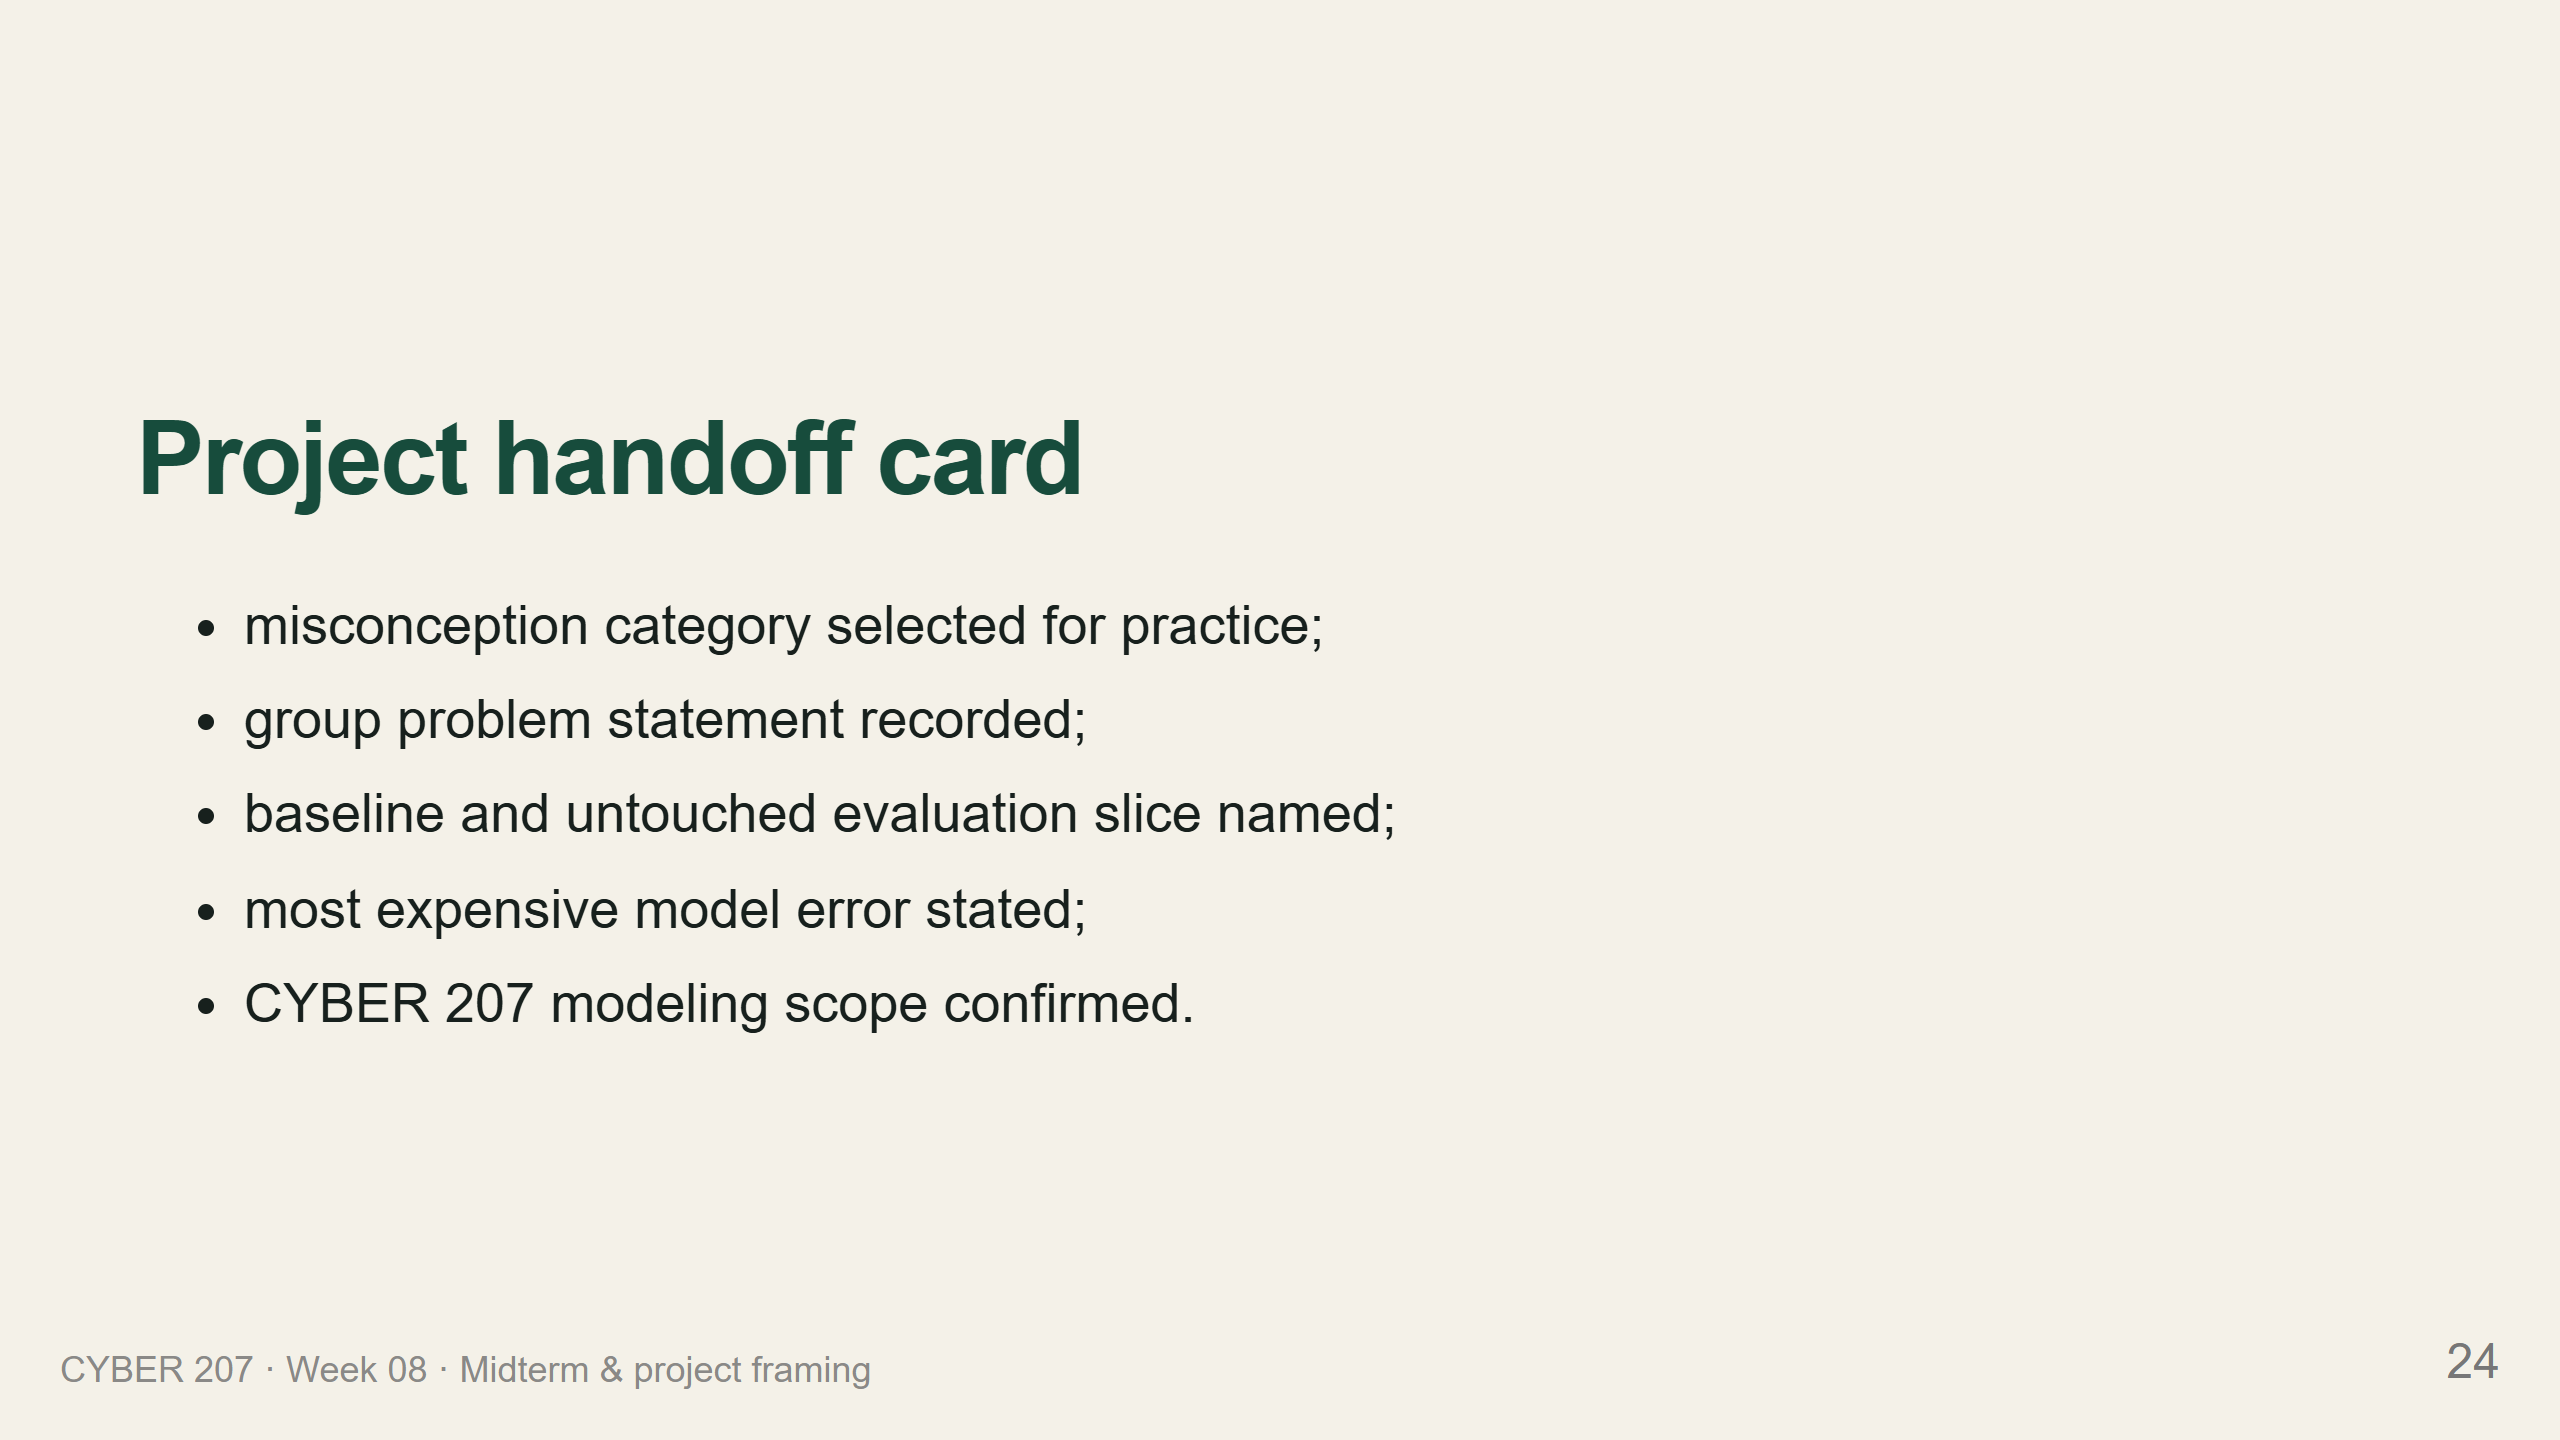 Project handoff card
• misconception category selected for practice;
• group problem statement recorded;
• baseline and untouched evaluation slice named;
• most expensive model error stated;
• CYBER 207 modeling scope confirmed.
CYBER 207 · Week 08 · Midterm & project framing
24